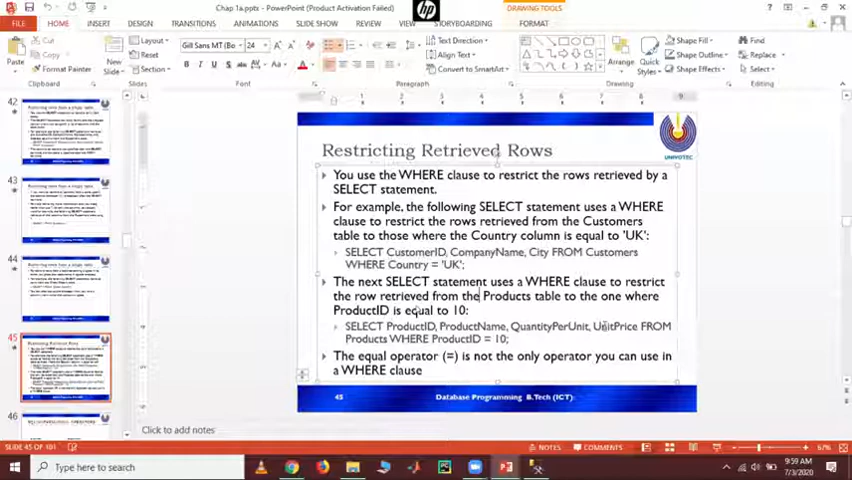 Chap 1a.pptx - PowerPoint (Product Activation Failed)
DRAWING TOOLS
FILE HOME INSERT DESIGN TRANSITIONS ANIMATIONS SLIDE SHOW REVIEW VIEW STORYBOARDING FORMAT
Cut
Copy
Format Painter
Paste
Clipboard
New Slide
Layout
Reset
Section
Slides
Gill Sans MT (Bo 24
Font
Text Direction
Align Text
Convert to SmartArt
Paragraph
Arrange
Quick Styles
Shape Fill
Shape Outline
Shape Effects
Drawing
Find
Replace
Select
Editing
42
43
44
45
46
Restricting Retrieved Rows
UNIVOTEC
You use the WHERE clause to restrict the rows retrieved by a
SELECT statement.
For example, the following SELECT statement uses a WHERE
clause to restrict the rows retrieved from the Customers
table to those where the Country column is equal to 'UK':
SELECT CustomerID, CompanyName, City FROM Customers
WHERE Country = 'UK';
The next SELECT statement uses a WHERE clause to restrict
the row retrieved from the Products table to the one where
ProductID is equal to 10:
SELECT ProductID, ProductName, QuantityPerUnit, UnitPrice FROM
Products WHERE ProductID = 10;
The equal operator (=) is not the only operator you can use in
a WHERE clause
45 Database Programming B.Tech (ICT)
Click to add notes
SLIDE 45 OF 101
NOTES
COMMENTS
67%
Type here to search
9:59 AM
7/3/2020